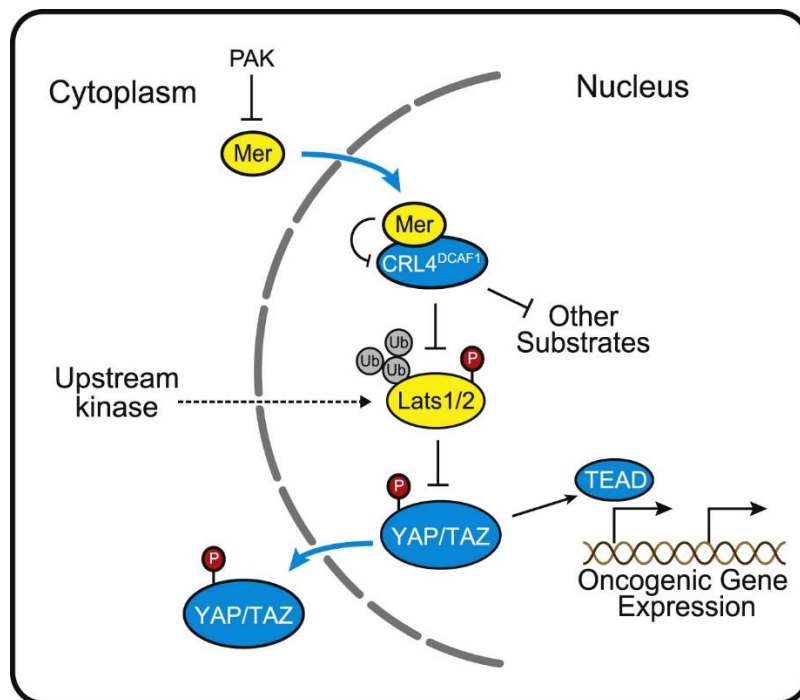 PAK
Cytoplasm
Nucleus
Mer
Mer
CRL4DCAF1
Other
Substrates
Ub
Ub
Ub
P
Upstream
kinase
Lats1/2
TEAD
P
YAP/TAZ
P
YAP/TAZ
Oncogenic Gene
Expression